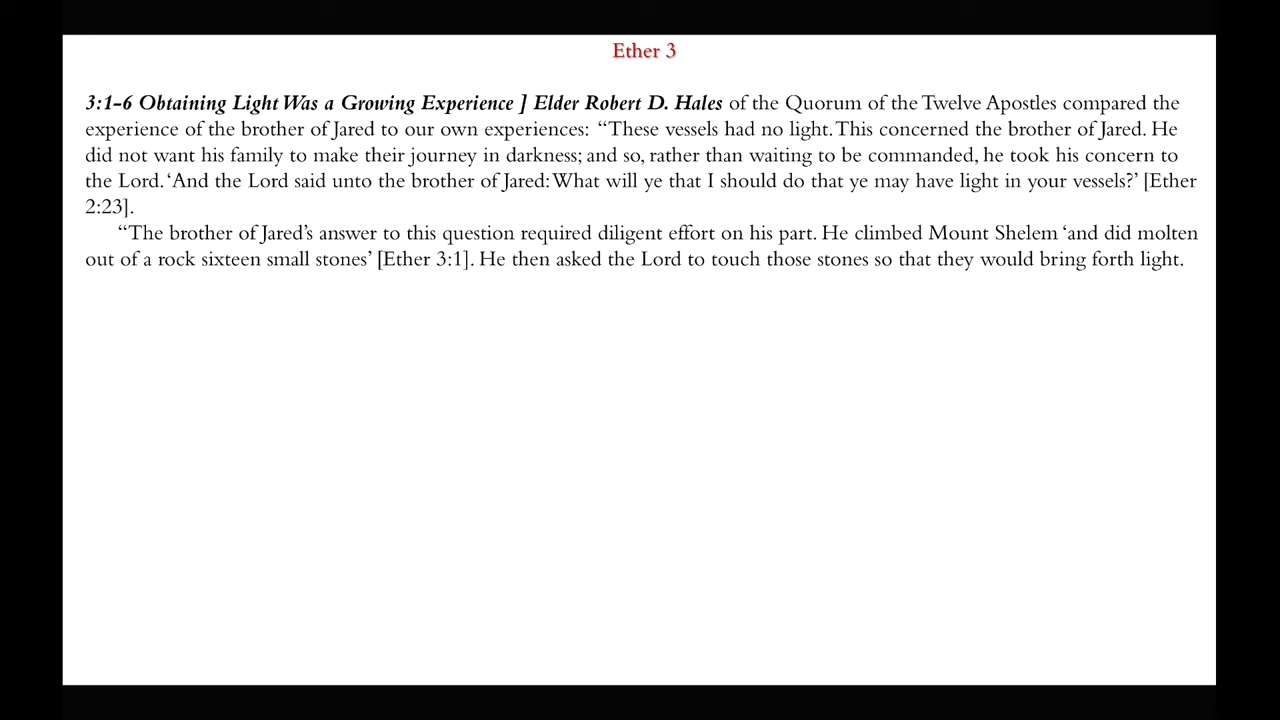 Ether 3
3:1-6 Obtaining Light Was a Growing Experience ] Elder Robert D. Hales of the Quorum of the Twelve Apostles compared the
experience of the brother of Jared to our own experiences: “These vessels had no light. This concerned the brother of Jared. He
did not want his family to make their journey in darkness; and so, rather than waiting to be commanded, he took his concern to
the Lord. ‘And the Lord said unto the brother of Jared: What will ye that I should do that ye may have light in your vessels?’ [Ether
2:23].
“The brother of Jared’s answer to this question required diligent effort on his part. He climbed Mount Shelem ‘and did molten
out of a rock sixteen small stones’ [Ether 3:1]. He then asked the Lord to touch those stones so that they would bring forth light.